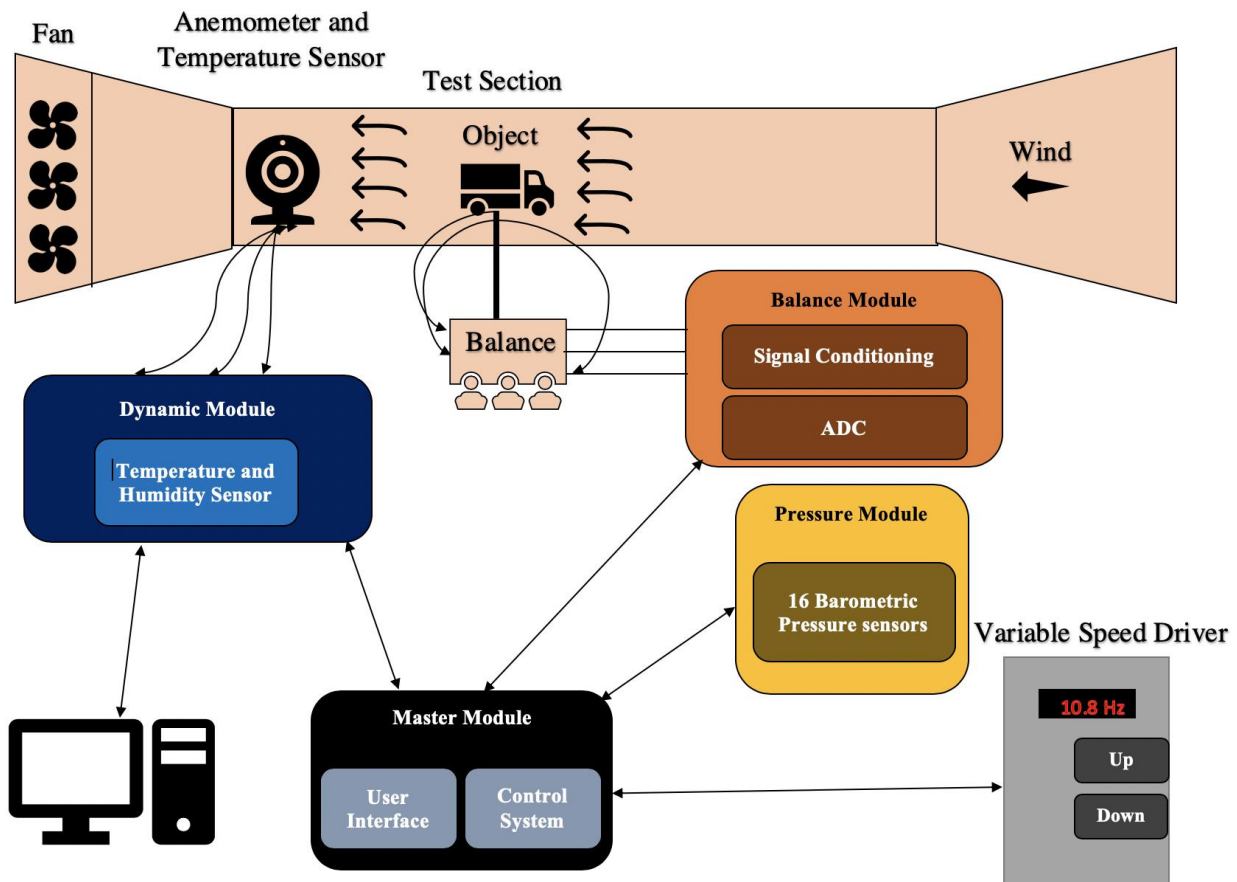 Fan
Anemometer and
Temperature Sensor
Test Section
Object
Wind
Balance
Balance Module
Signal Conditioning
ADC
Dynamic Module
Temperature and
Humidity Sensor
Pressure Module
16 Barometric
Pressure sensors
Variable Speed Driver
10.8 Hz
Up
Down
Master Module
User
Interface
Control
System